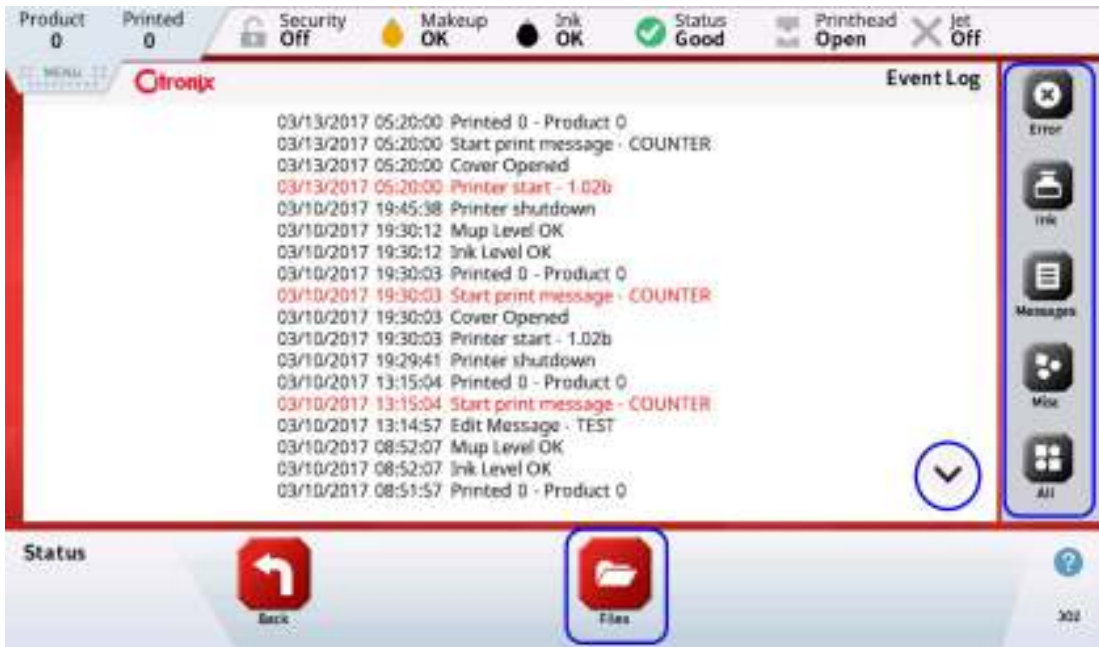 Product Printed Security Makeup Ink Status Printhead Jet
0 0 Off OK OK Good Open Off
MENU Citronix Event Log
03/13/2017 05:20:00 Printed 0 - Product 0
03/13/2017 05:20:00 Start print message - COUNTER
03/13/2017 05:20:00 Cover Opened
03/13/2017 05:20:00 Printer start - 1.02b
03/10/2017 19:45:38 Printer shutdown
03/10/2017 19:30:12 Mup Level OK
03/10/2017 19:30:12 Ink Level OK
03/10/2017 19:30:03 Printed 0 - Product 0
03/10/2017 19:30:03 Start print message - COUNTER
03/10/2017 19:30:03 Cover Opened
03/10/2017 19:30:03 Printer start - 1.02b
03/10/2017 19:29:41 Printer shutdown
03/10/2017 13:15:04 Printed 0 - Product 0
03/10/2017 13:15:04 Start print message - COUNTER
03/10/2017 13:14:57 Edit Message - TEST
03/10/2017 08:52:07 Mup Level OK
03/10/2017 08:52:07 Ink Level OK
03/10/2017 08:51:57 Printed 0 - Product 0
Error
Ink
Messages
Misc
All
Status
Back
Files
?
302